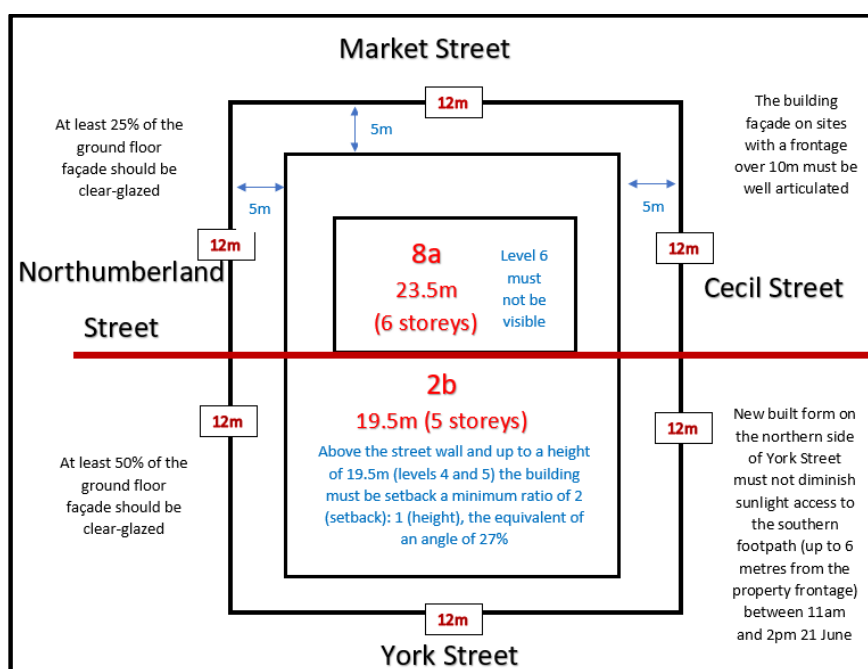 Market Street
12m
At least 25% of the
ground floor
façade should be
clear-glazed
5m
The building
façade on sites
with a frontage
over 10m must be
well articulated
5m
5m
12m
12m
Northumberland
Street
8a
23.5m
(6 storeys)
Level 6
must
not be
visible
Cecil Street
2b
19.5m (5 storeys)
12m
12m
Above the street wall and up to a height
of 19.5m (levels 4 and 5) the building
must be setback a minimum ratio of 2
(setback): 1 (height), the equivalent of
an angle of 27%
At least 50% of the
ground floor
façade should be
clear-glazed
New built form on
the northern side
of York Street
must not diminish
sunlight access to
the southern
footpath (up to 6
metres from the
property frontage)
between 11am
and 2pm 21 June
12m
York Street